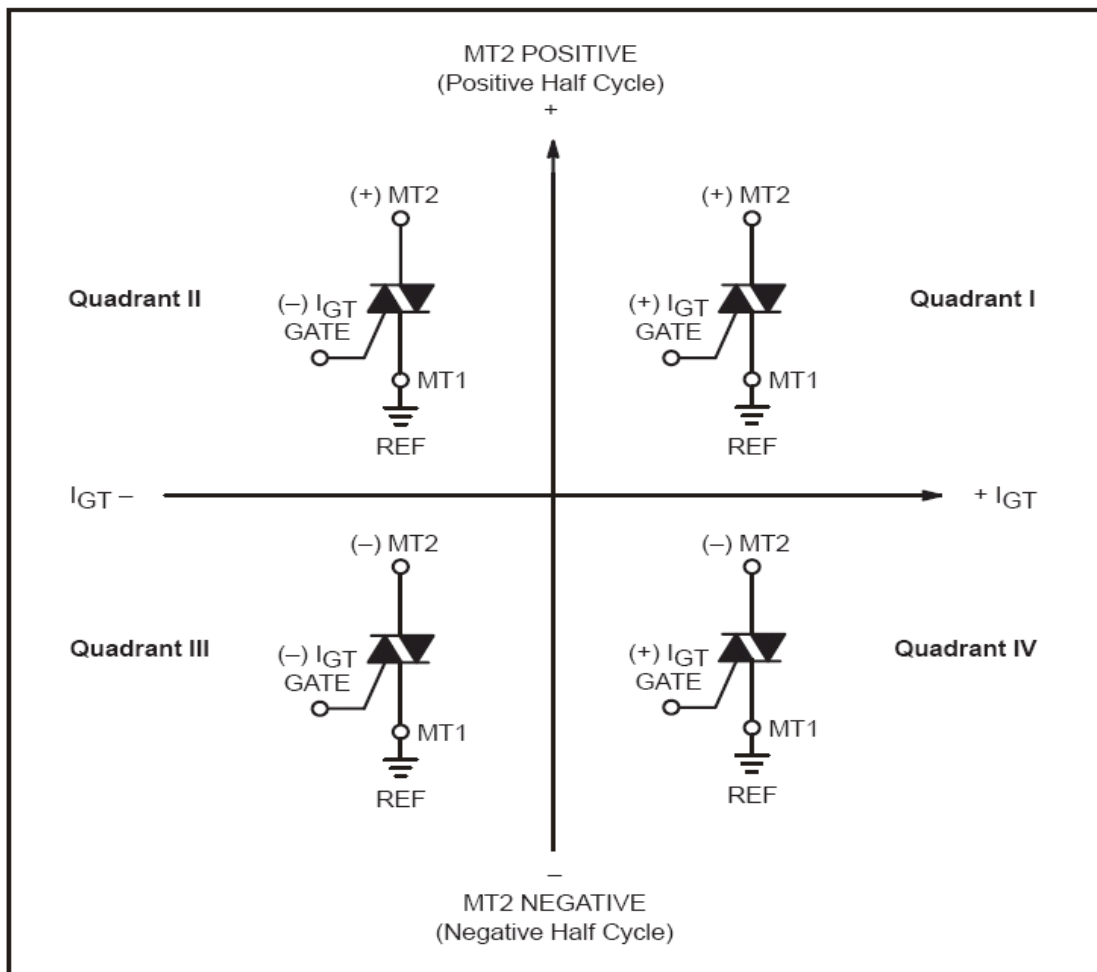 MT2 POSITIVE
(Positive Half Cycle)
+
(+) MT2
(+) MT2
Quadrant II
(–) IGT
GATE
(+) IGT
GATE
Quadrant I
MT1
MT1
REF
REF
IGT –
+ IGT
(–) MT2
(–) MT2
Quadrant III
(–) IGT
GATE
(+) IGT
GATE
Quadrant IV
MT1
MT1
REF
REF
–
MT2 NEGATIVE
(Negative Half Cycle)